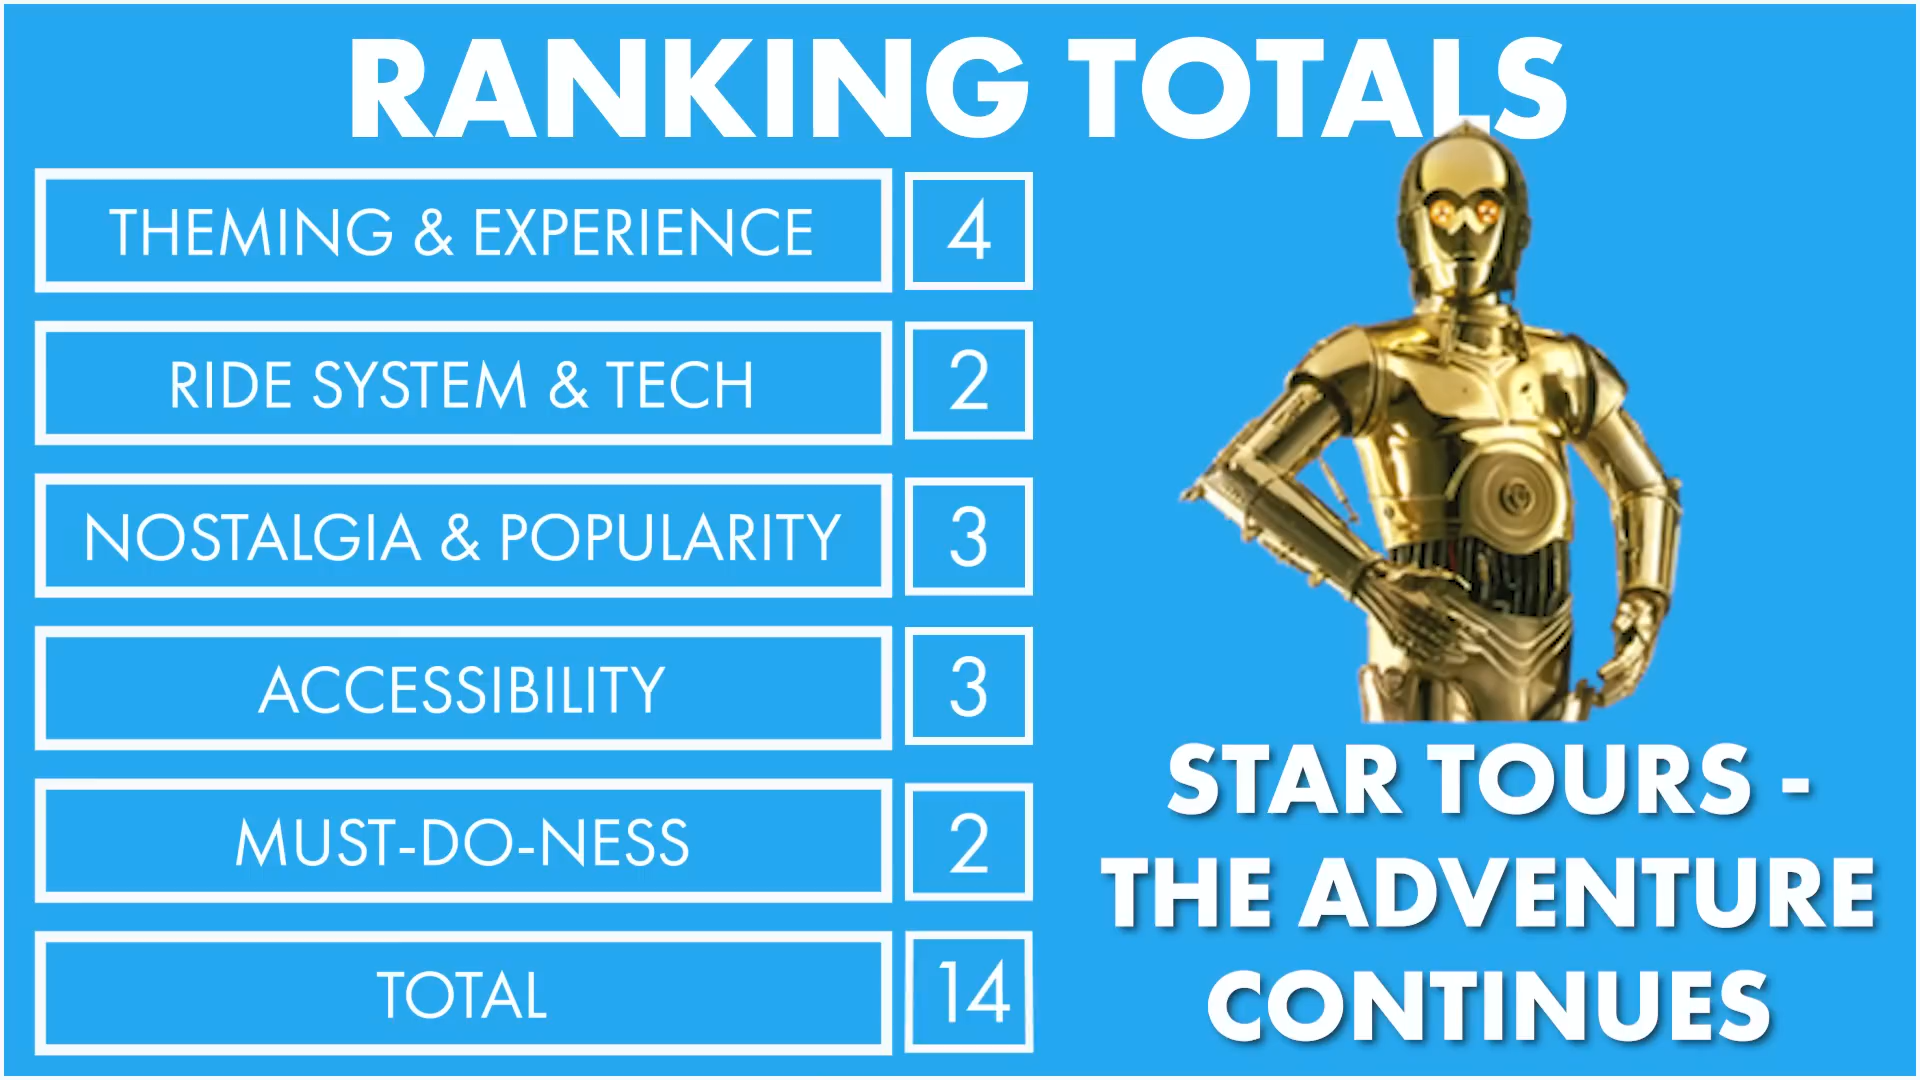 RANKING TOTALS
THEMING & EXPERIENCE 4
RIDE SYSTEM & TECH 2
NOSTALGIA & POPULARITY 3
ACCESSIBILITY 3
MUST-DO-NESS 2
TOTAL 14
STAR TOURS -
THE ADVENTURE
CONTINUES